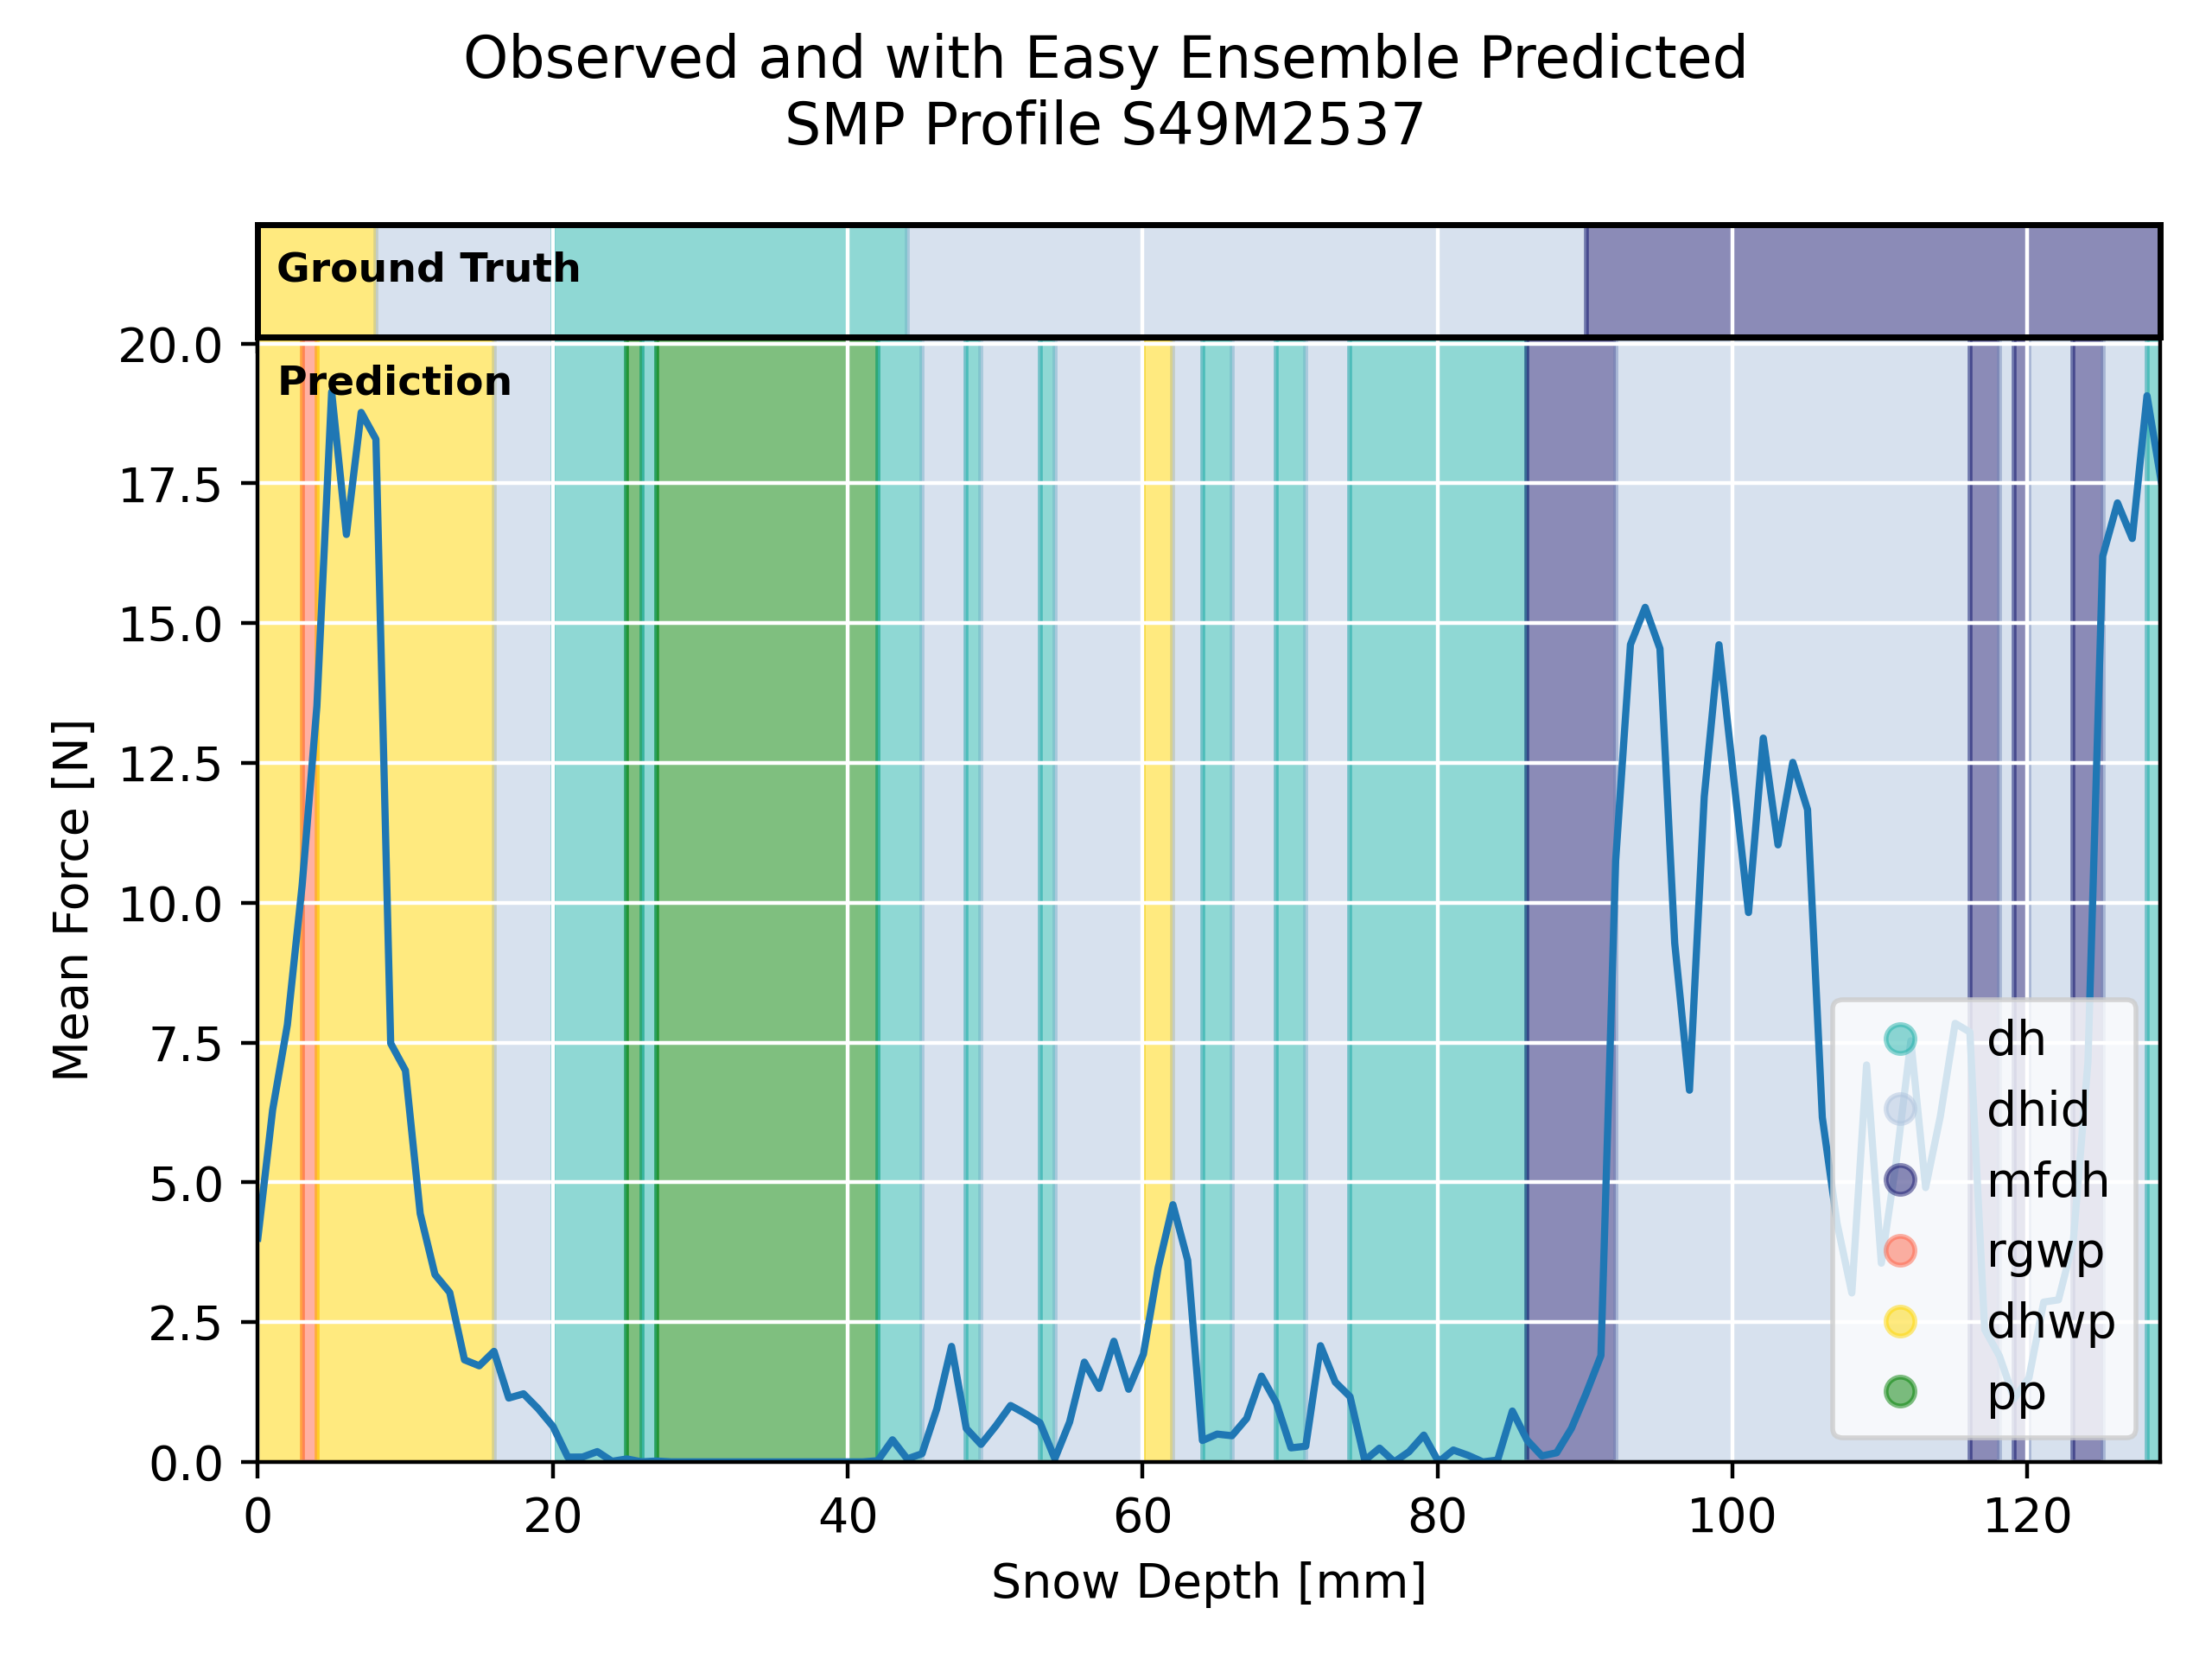 Observed and with Easy Ensemble Predicted
SMP Profile S49M2537
Ground Truth
Prediction
20.0
17.5
15.0
12.5
10.0
7.5
5.0
2.5
0.0
Mean Force [N]
0 20 40 60 80 100 120
Snow Depth [mm]
dh
dhid
mfdh
rgwp
dhwp
pp